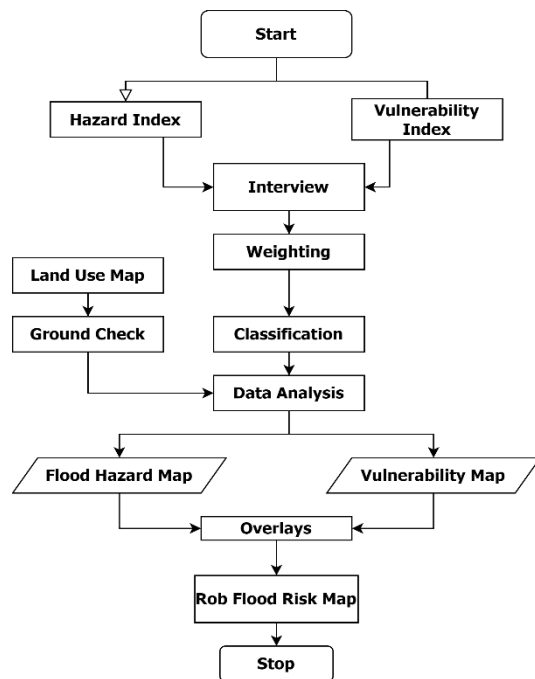 Start
Hazard Index
Vulnerability
Index
Interview
Weighting
Land Use Map
Ground Check
Classification
Data Analysis
Flood Hazard Map
Vulnerability Map
Overlays
Rob Flood Risk Map
Stop